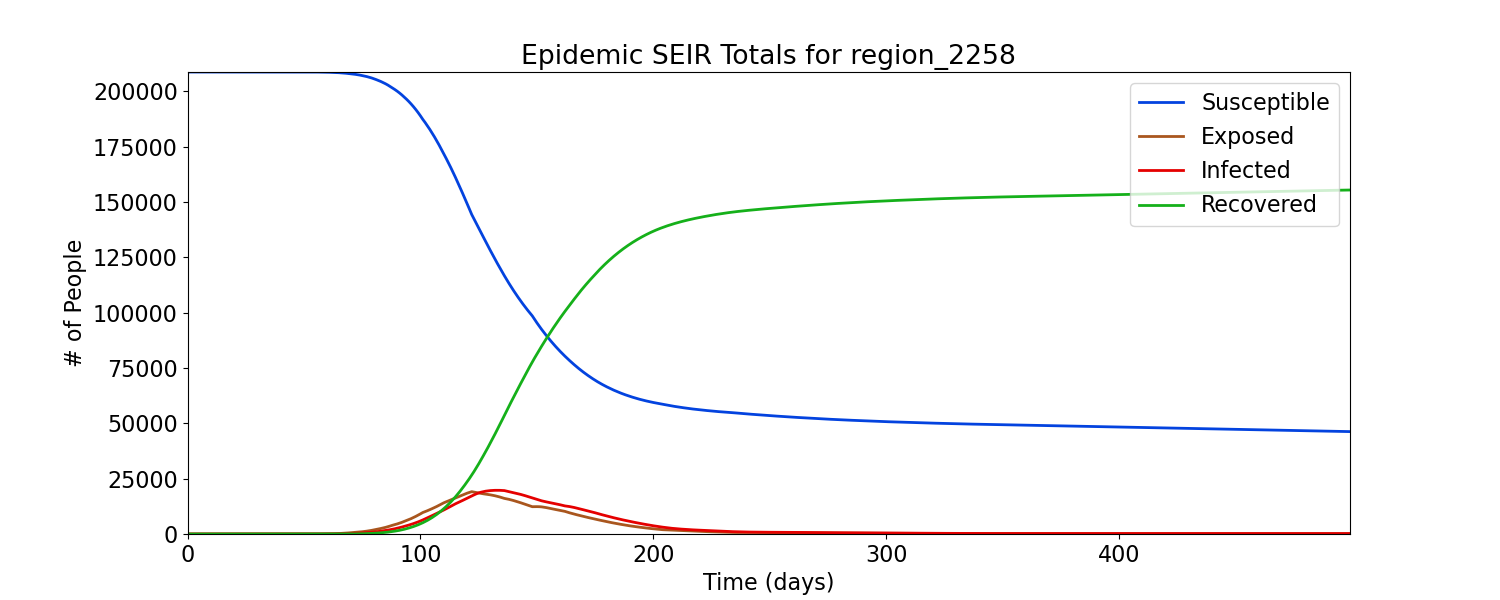 Epidemic SEIR Totals for region_2258
200000
175000
150000
125000
100000
75000
50000
25000
0
# of People
Susceptible
Exposed
Infected
Recovered
0 100 200 300 400
Time (days)